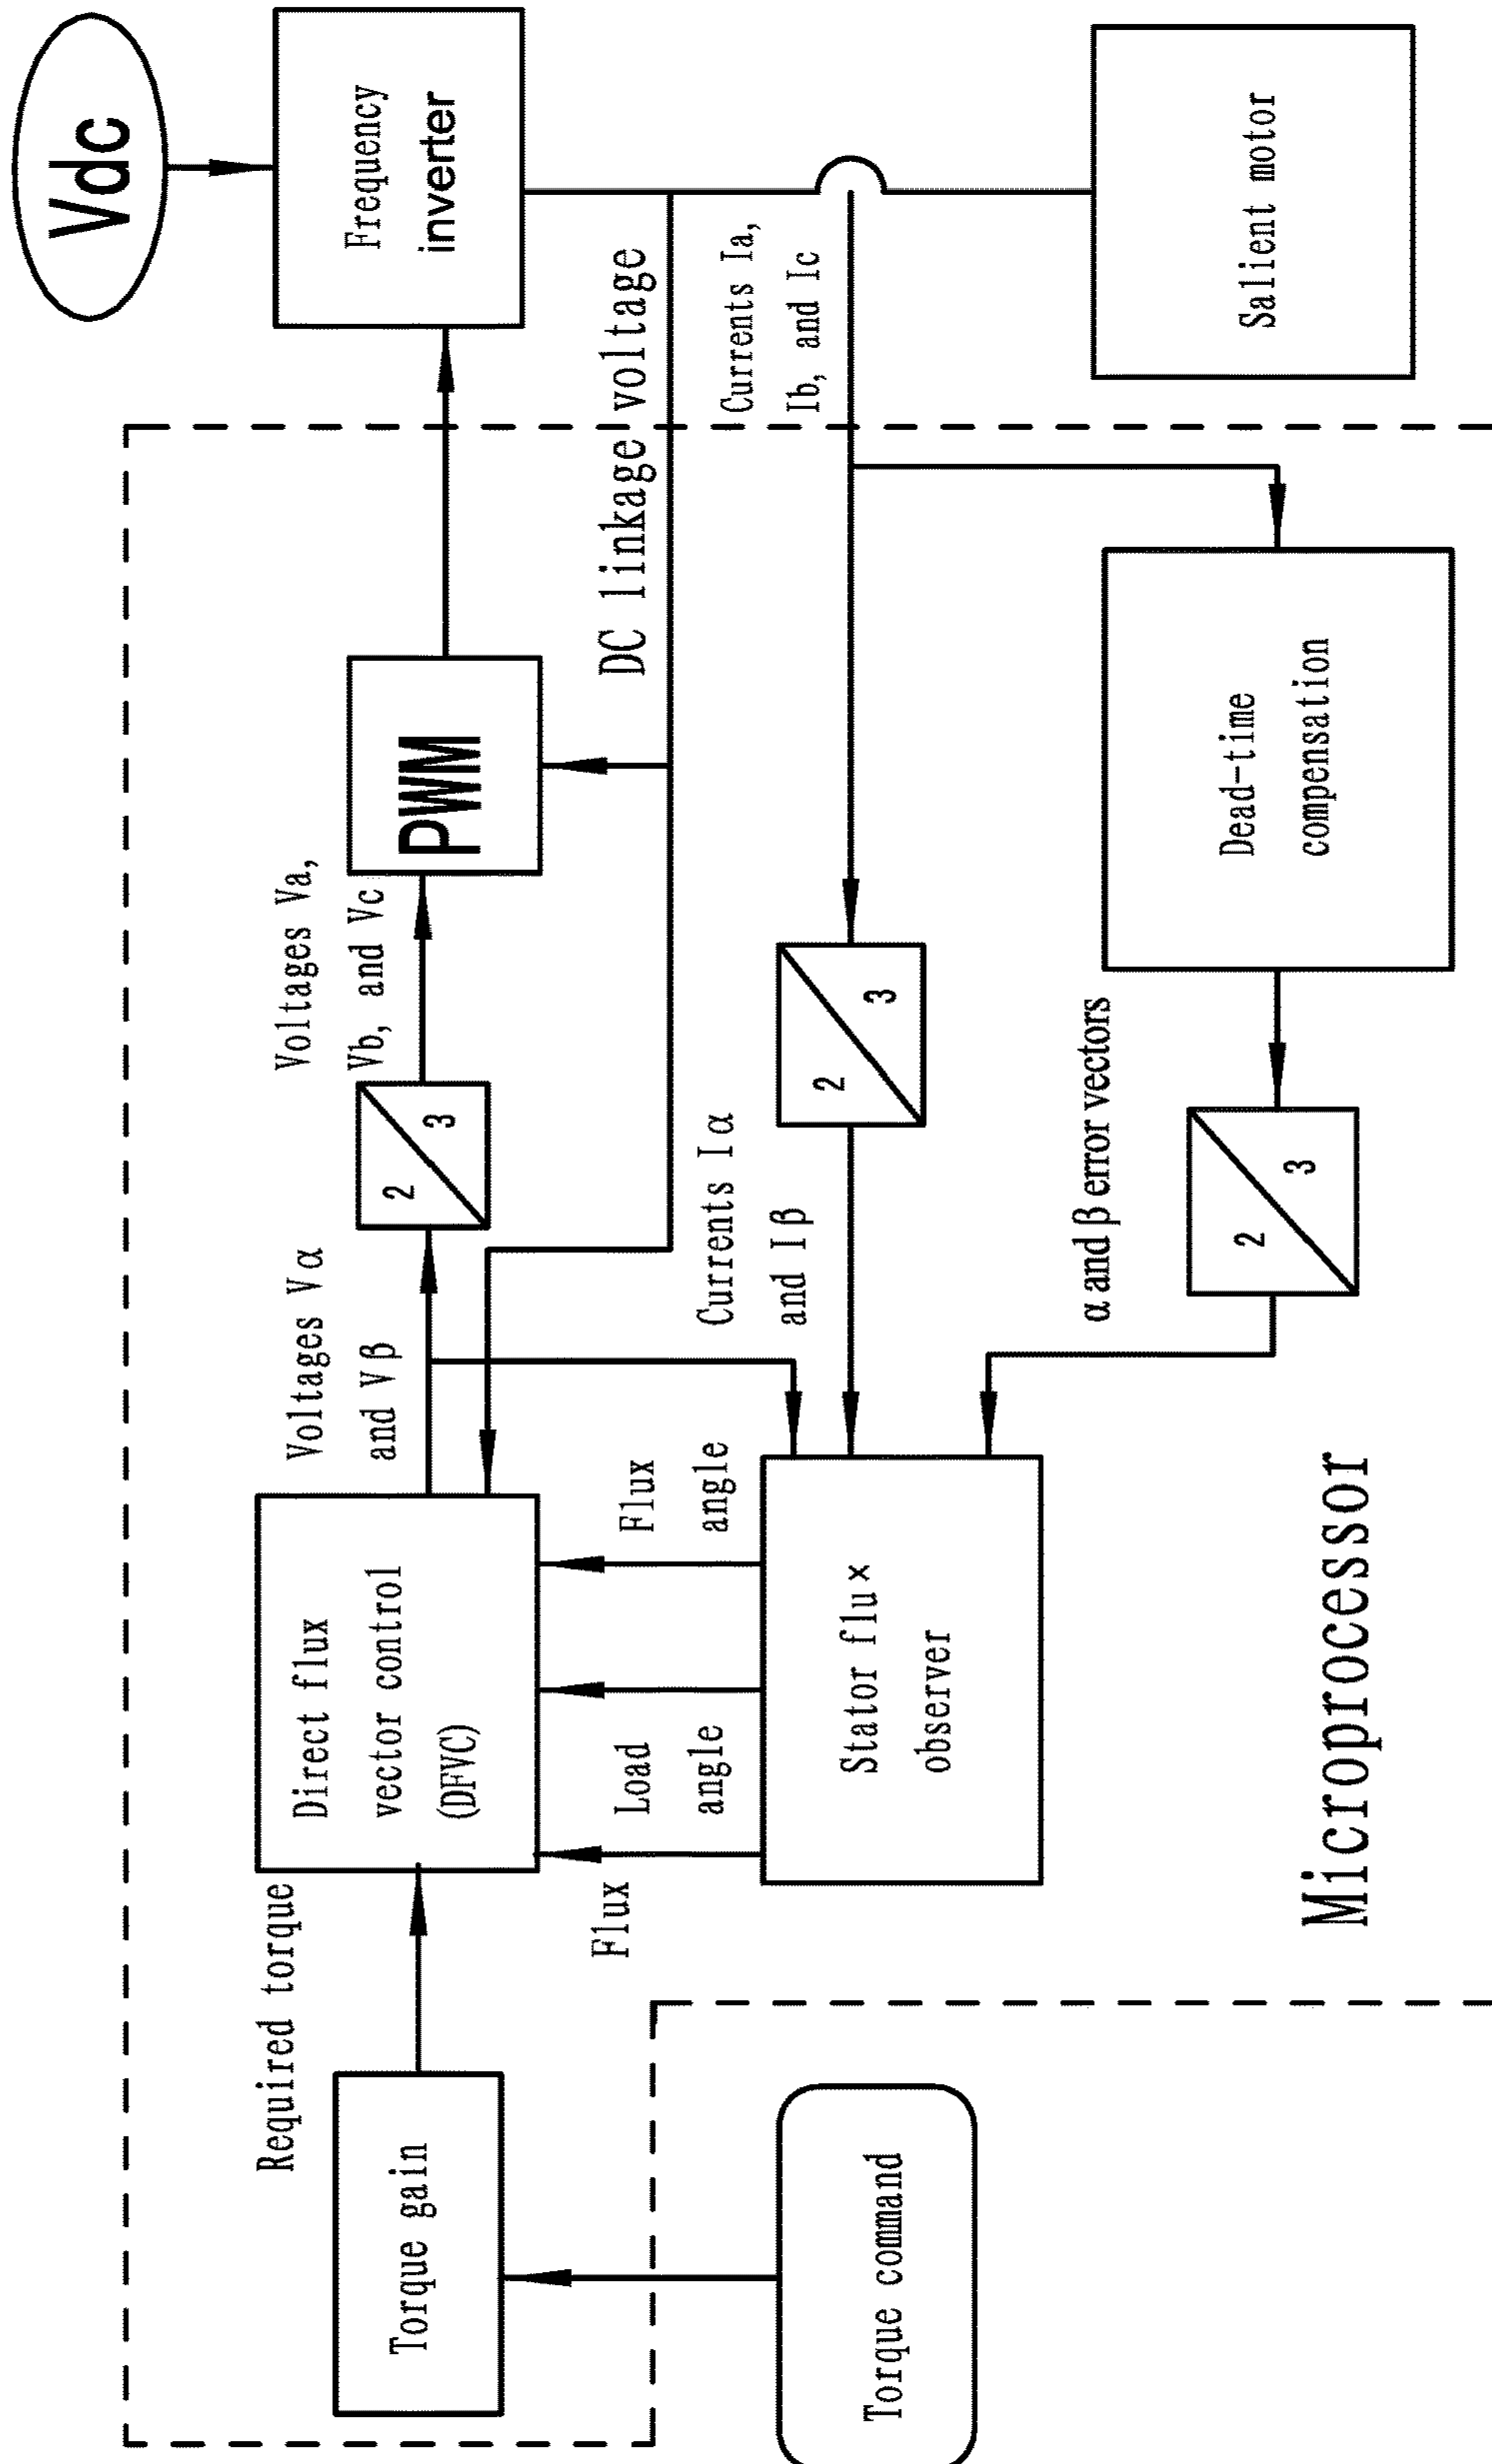 Vdc
Frequency
inverter
Salient motor
PWM
DC linkage voltage
Currents Ia,
Ib, and Ic
Voltages Va,
Vb, and Vc
2
3
2
3
Dead-time
compensation
α and β error vectors
2
3
Voltages Vα
and Vβ
Currents Iα
and Iβ
Direct flux
vector control
(DFVC)
Flux
angle
Load
angle
Flux
Stator flux
observer
Microprocessor
Required torque
Torque gain
Torque command